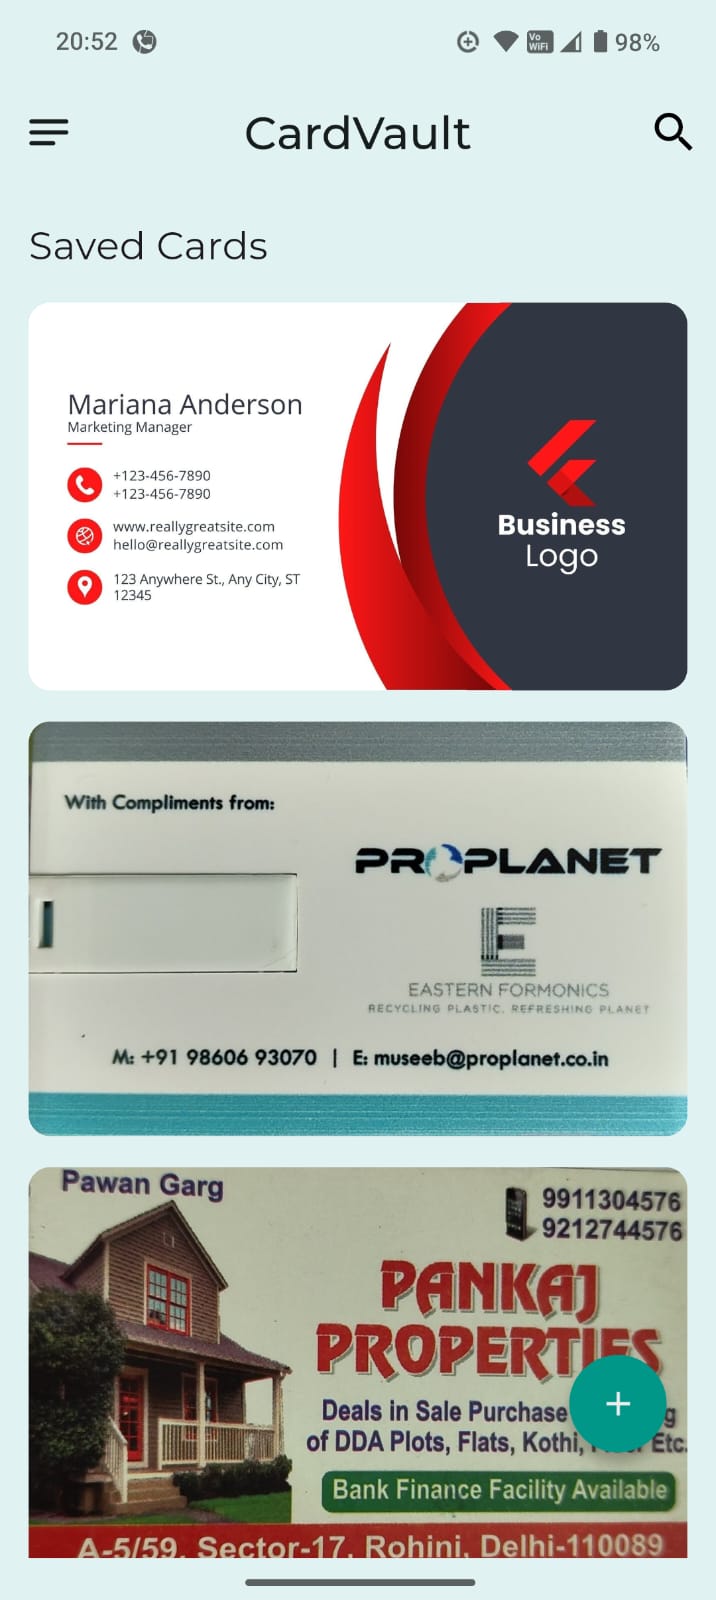 20:52
Vo
WiFi
98%
CardVault
Saved Cards
Mariana Anderson
Marketing Manager
+123-456-7890
+123-456-7890
www.reallygreatsite.com
hello@reallygreatsite.com
123 Anywhere St., Any City, ST
12345
Business
Logo
With Compliments from:
PROPLANET
E
EASTERN FORMONICS
RECYCLING PLASTIC. REFRESHING PLANET
M: +91 98606 93070 | E: museeb@proplanet.co.in
Pawan Garg
9911304576
9212744576
PANKAJ
PROPERTIES
Deals in Sale Purchase
of DDA Plots, Flats, Kothi, Etc.
Bank Finance Facility Available
A-5/59, Sector-17, Rohini, Delhi-110089